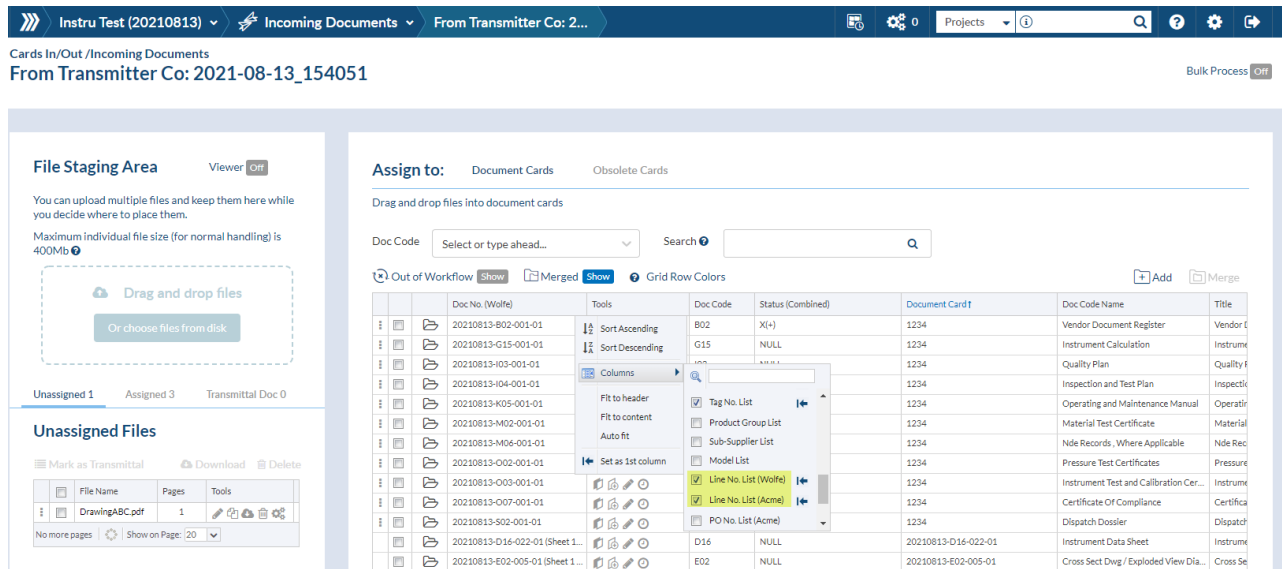 Instru Test (20210813)
Incoming Documents
From Transmitter Co: 2...
0
Projects
Cards In/Out /Incoming Documents
From Transmitter Co: 2021-08-13_154051
Bulk Process Off
File Staging Area
Viewer Off
You can upload multiple files and keep them here while
you decide where to place them.
Maximum individual file size (for normal handling) is
400Mb
Drag and drop files
Or choose files from disk
Unassigned 1
Assigned 3
Transmittal Doc 0
Unassigned Files
Mark as Transmittal
Download
Delete
File Name Pages Tools
DrawingABC.pdf 1
No more pages Show on Page: 20
Assign to:
Document Cards
Obsolete Cards
Drag and drop files into document cards
Doc Code
Select or type ahead...
Search
Out of Workflow Show
Merged Show
Grid Row Colors
Add
Merge
Doc No. (Wolfe) Tools Doc Code Status (Combined) Document Card Doc Code Name Title
20210813-B02-001-01 B02 X(+) 1234 Vendor Document Register Vendor
20210813-G15-001-01 G15 NULL 1234 Instrument Calculation Instrume
20210813-I03-001-01 1234 Quality Plan Quality
20210813-I04-001-01 1234 Inspection and Test Plan Inspectio
20210813-K05-001-01 1234 Operating and Maintenance Manual Operatin
20210813-M02-001-01 1234 Material Test Certificate Material
20210813-M06-001-01 1234 Nde Records , Where Applicable Nde Rec
20210813-O02-001-01 1234 Pressure Test Certificates Pressure
20210813-O03-001-01 1234 Instrument Test and Calibration Cer... Instrume
20210813-O07-001-01 1234 Certificate Of Compliance Certifica
20210813-S02-001-01 1234 Dispatch Dossier Dispatch
20210813-D16-022-01 (Sheet 1... D16 NULL 20210813-D16-022-01 Instrument Data Sheet Instrume
20210813-E02-005-01 (Sheet 1... E02 NULL 20210813-E02-005-01 Cross Sect Dwg / Exploded View Dia... Cross Se
Sort Ascending
Sort Descending
Columns
Fit to header
Fit to content
Auto fit
Set as 1st column
Tag No. List
Product Group List
Sub-Supplier List
Model List
Line No. List (Wolfe)
Line No. List (Acme)
PO No. List (Acme)